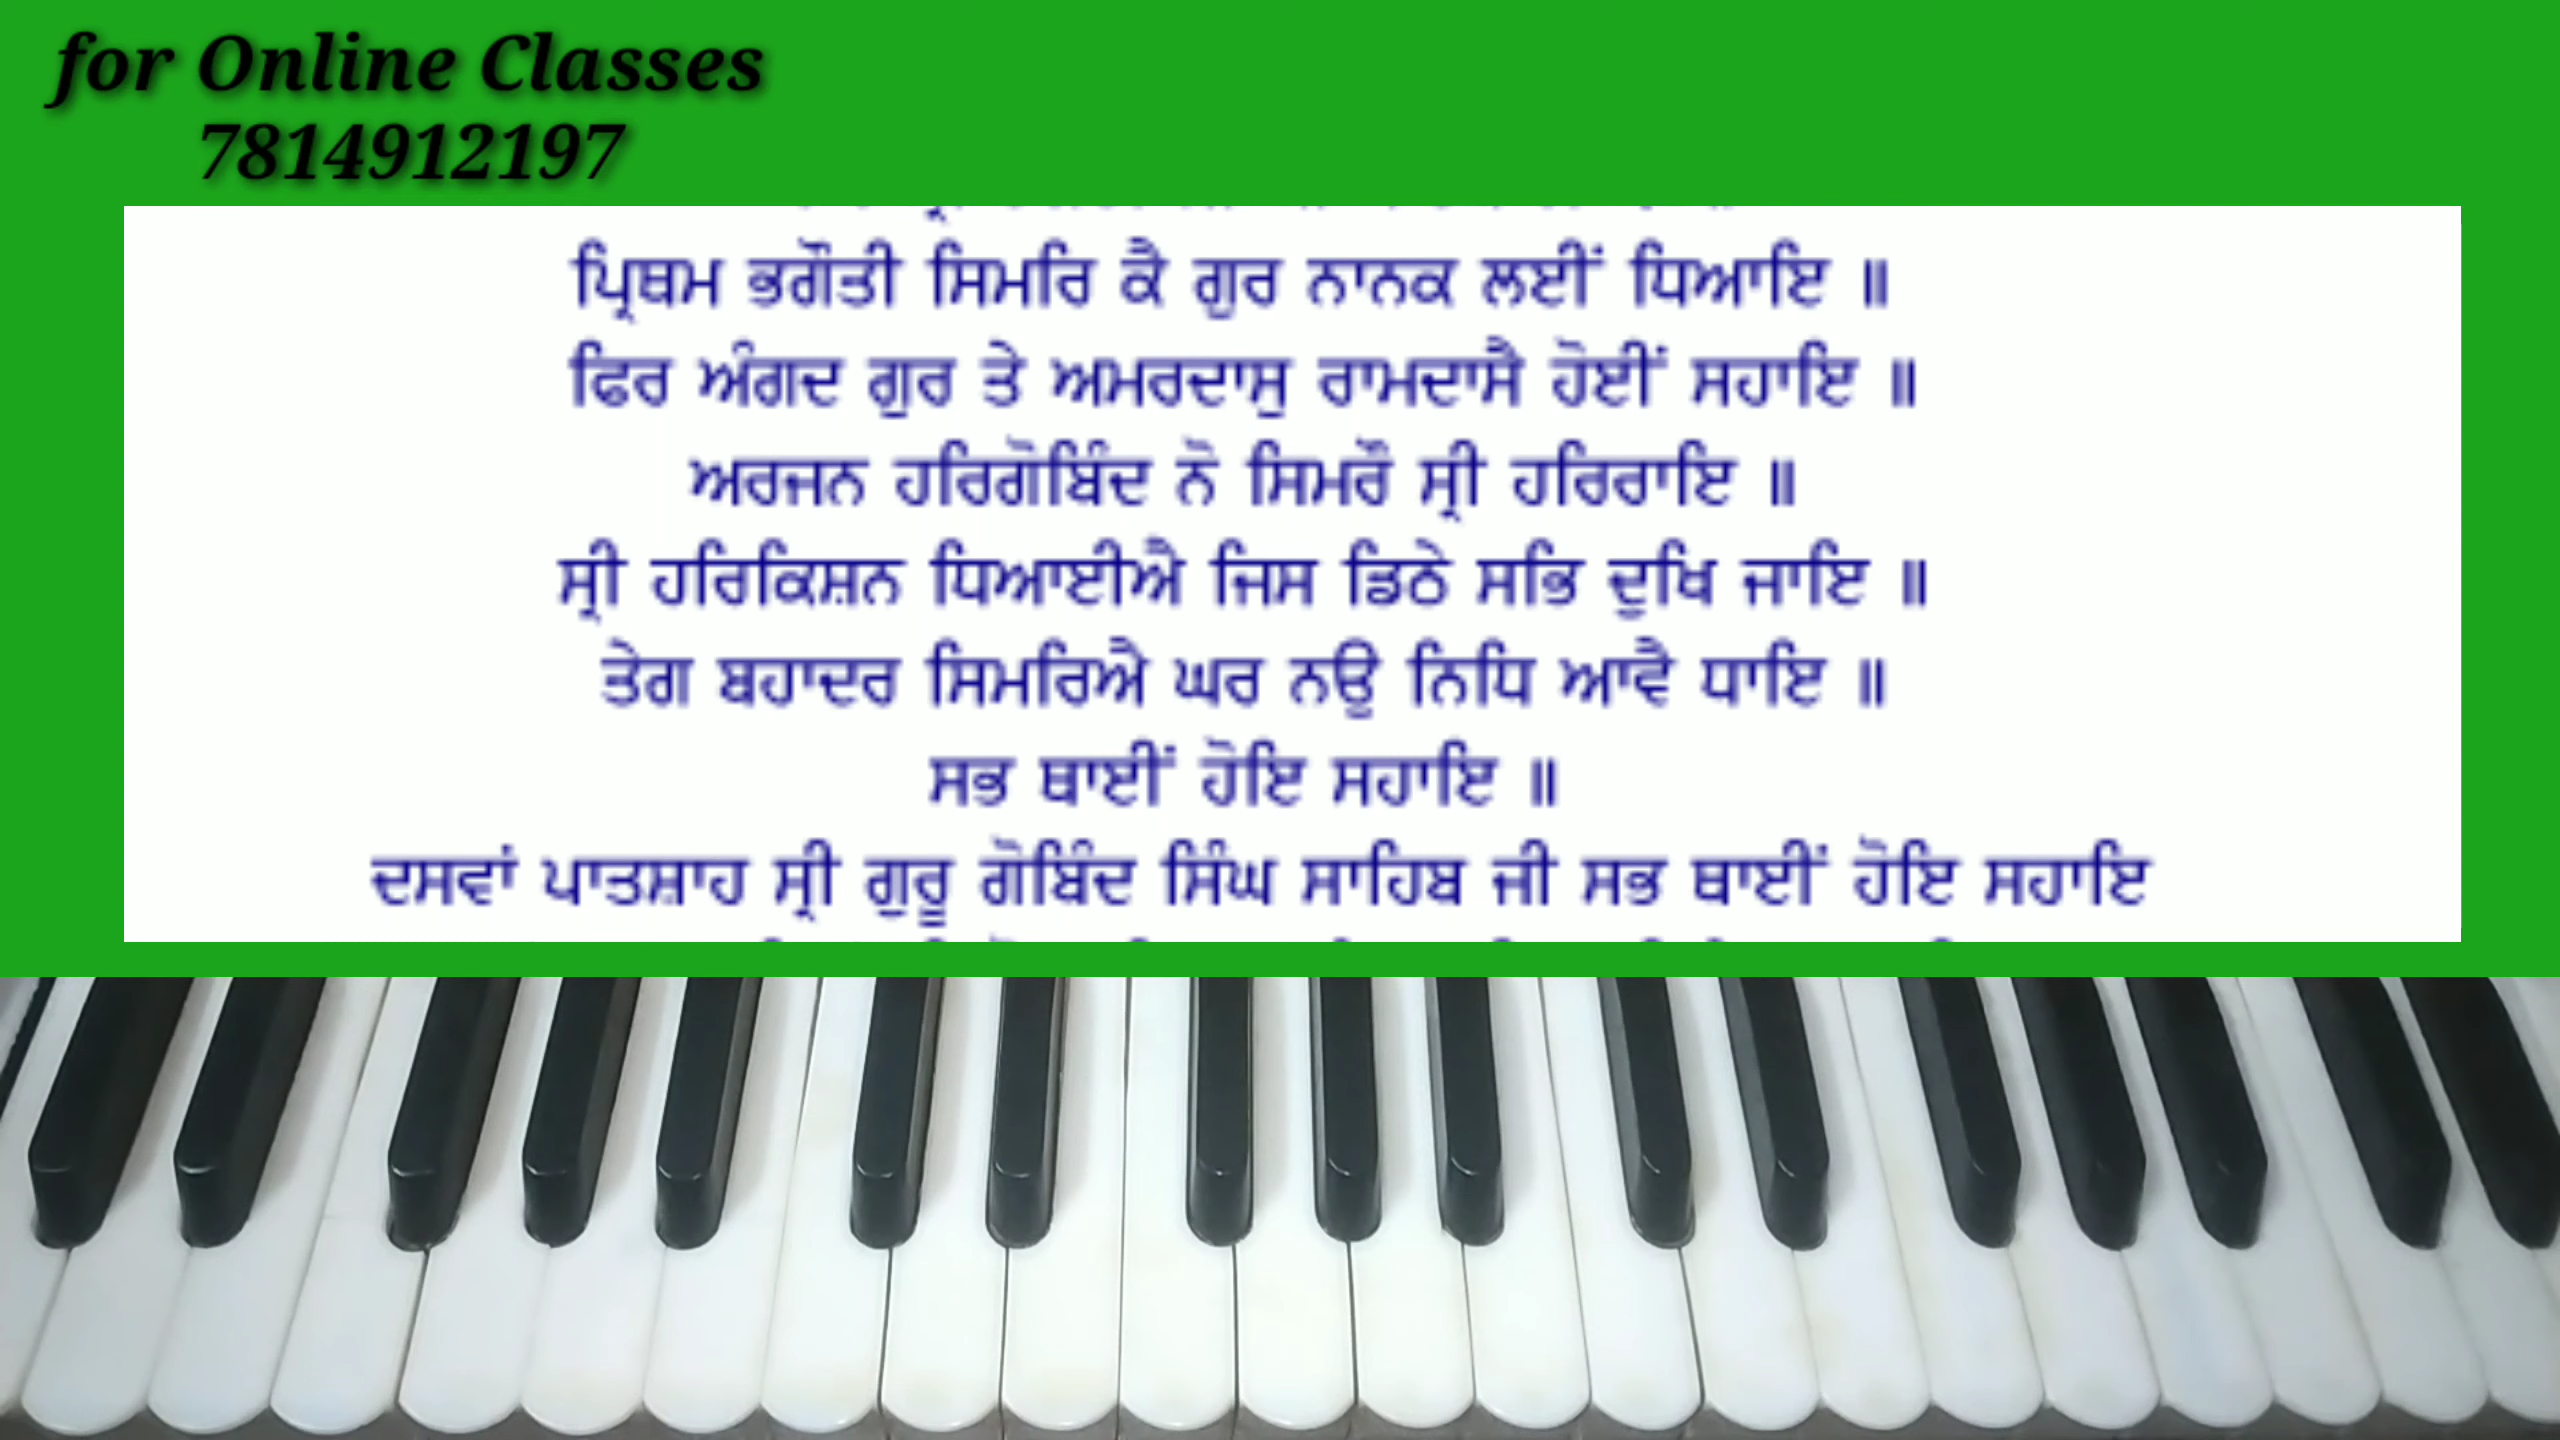 for Online Classes
7814912197
ਪ੍ਰਿਥਮ ਭਗੌਤੀ ਸਿਮਰਿ ਕੈ ਗੁਰ ਨਾਨਕ ਲਈਂ ਧਿਆਇ ॥
ਫਿਰ ਅੰਗਦ ਗੁਰ ਤੇ ਅਮਰਦਾਸੁ ਰਾਮਦਾਸੈ ਹੋਈਂ ਸਹਾਇ ॥
ਅਰਜਨ ਹਰਿਗੋਬਿੰਦ ਨੋ ਸਿਮਰੌ ਸ੍ਰੀ ਹਰਿਰਾਇ ॥
ਸ੍ਰੀ ਹਰਿਕਿਸ਼ਨ ਧਿਆਈਐ ਜਿਸ ਡਿਠੇ ਸਭਿ ਦੁਖਿ ਜਾਇ ॥
ਤੇਗ ਬਹਾਦਰ ਸਿਮਰਿਐ ਘਰ ਨਉ ਨਿਧਿ ਆਵੈ ਧਾਇ ॥
ਸਭ ਥਾਈਂ ਹੋਇ ਸਹਾਇ ॥
ਦਸਵਾਂ ਪਾਤਸ਼ਾਹ ਸ੍ਰੀ ਗੁਰੂ ਗੋਬਿੰਦ ਸਿੰਘ ਸਾਹਿਬ ਜੀ ਸਭ ਥਾਈਂ ਹੋਇ ਸਹਾਇ